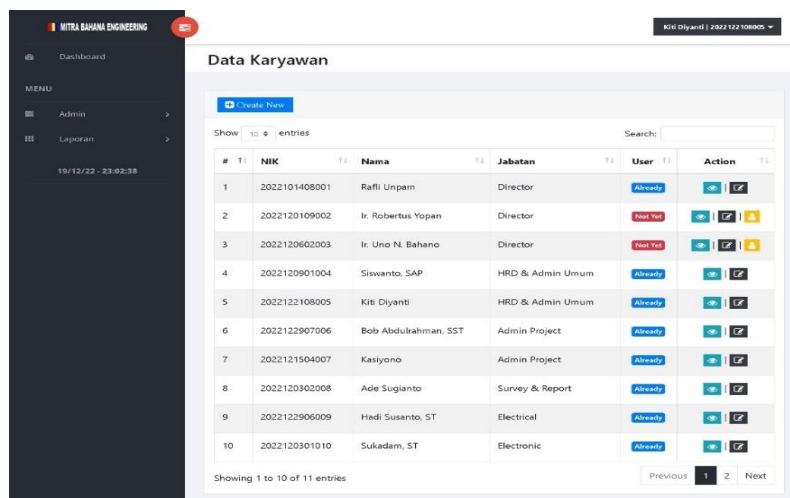 MITRA BAHANA ENGINEERING
Kiti Diyanti | 2022122108005
Dashboard
MENU
Admin
Laporan
19/12/22 - 23:02:38
Data Karyawan
Create New
Show 10 entries Search:
# NIK Nama Jabatan User Action
1 2022101408001 Rafli Unpam Director Already
2 2022120109002 Ir. Robertus Yopan Director Not Yet
3 2022120602003 Ir. Uno N. Bahano Director Not Yet
4 2022120901004 Siswanto, SAP HRD & Admin Umum Already
5 2022122108005 Kiti Diyanti HRD & Admin Umum Already
6 2022122907006 Bob Abdulrahman, SST Admin Project Already
7 2022121504007 Kasiyono Admin Project Already
8 2022120302008 Ade Sugianto Survey & Report Already
9 2022122906009 Hadi Susanto, ST Electrical Already
10 2022120301010 Sukadam, ST Electronic Already
Showing 1 to 10 of 11 entries
Previous 1 2 Next